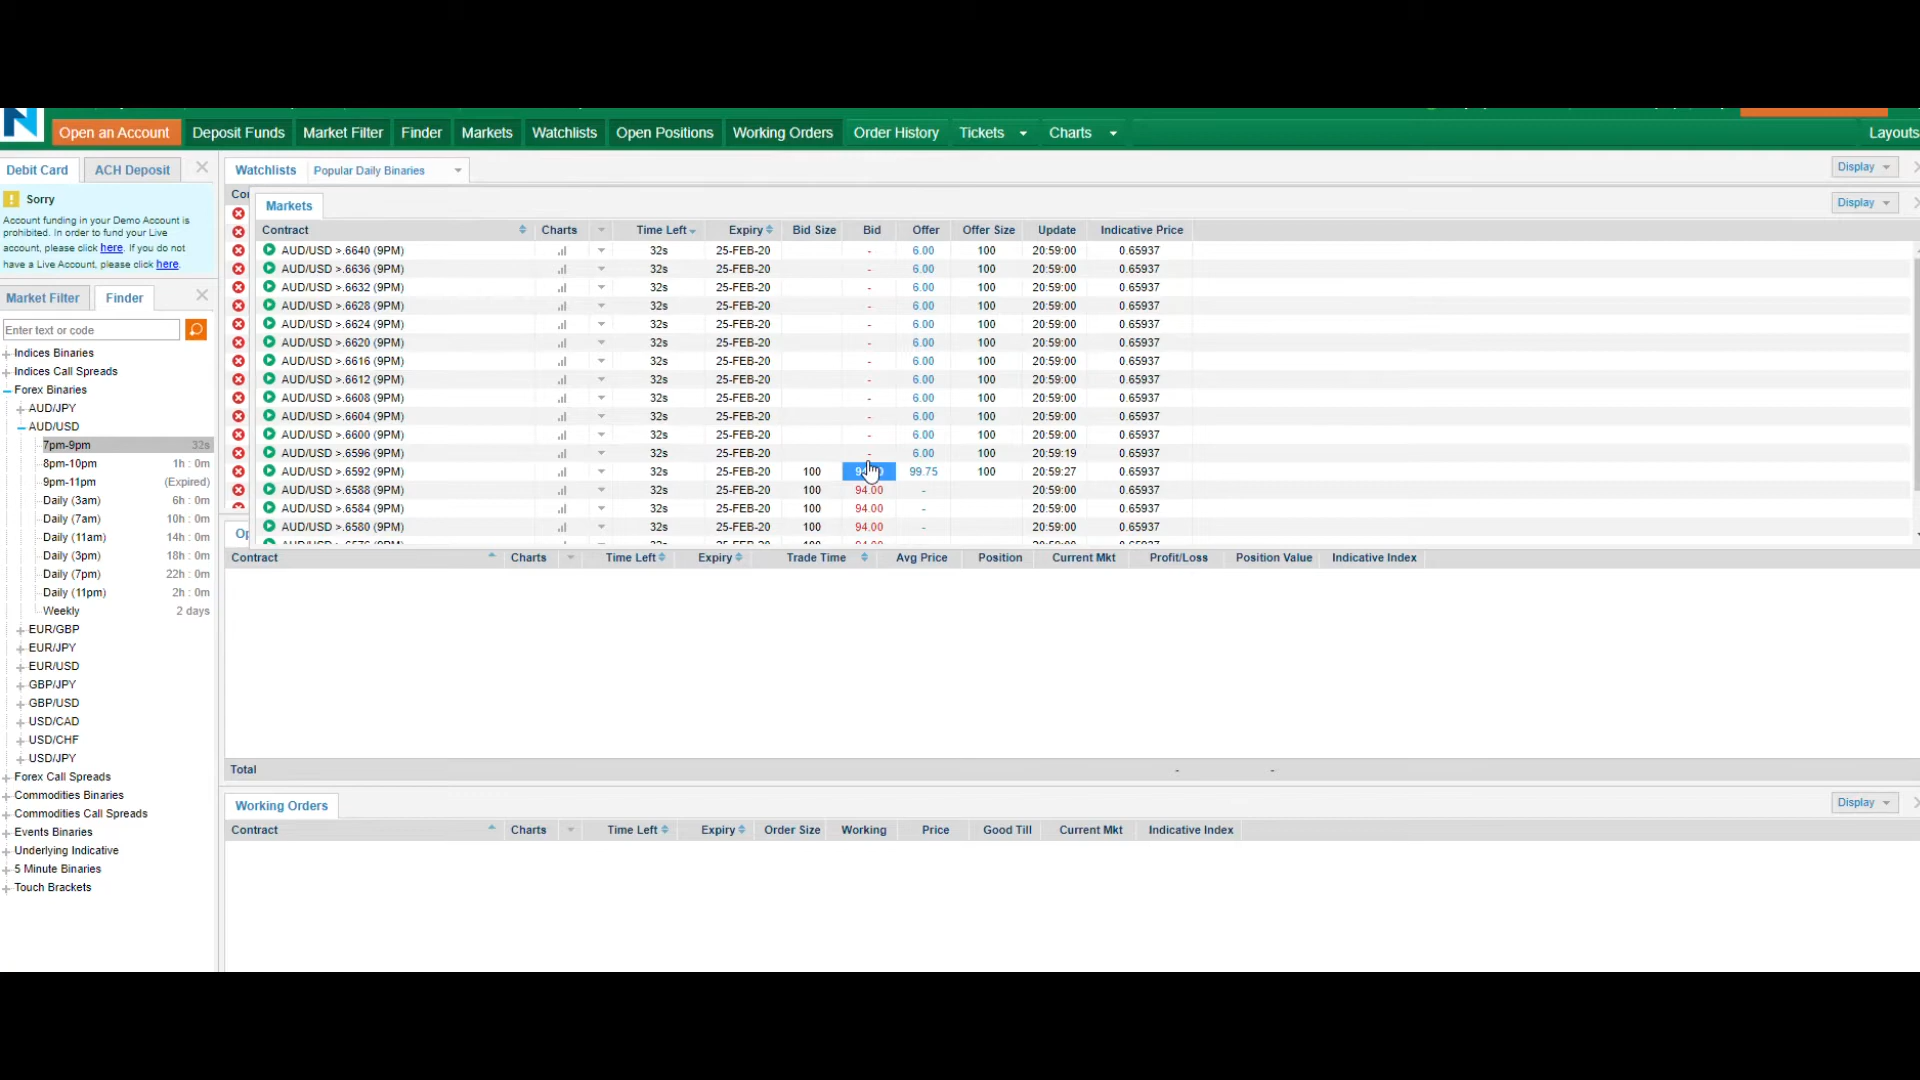 Open an Account Deposit Funds Market Filter Finder Markets Watchlists Open Positions Working Orders Order History Tickets Charts Layouts
Debit Card ACH Deposit
Sorry
Account funding in your Demo Account is
prohibited. In order to fund your Live
account, please click here. If you do not
have a Live Account, please click here.
Market Filter Finder
Enter text or code
Indices Binaries
Indices Call Spreads
Forex Binaries
AUD/JPY
AUD/USD
7pm-9pm 32s
8pm-10pm 1h : 0m
9pm-11pm (Expired)
Daily (3am) 6h : 0m
Daily (7am) 10h : 0m
Daily (11am) 14h : 0m
Daily (3pm) 18h : 0m
Daily (7pm) 22h : 0m
Daily (11pm) 2h : 0m
Weekly 2 days
EUR/GBP
EUR/JPY
EUR/USD
GBP/JPY
GBP/USD
USD/CAD
USD/CHF
USD/JPY
Forex Call Spreads
Commodities Binaries
Commodities Call Spreads
Events Binaries
Underlying Indicative
5 Minute Binaries
Touch Brackets
Watchlists Popular Daily Binaries Display
Markets Display
Contract Charts Time Left Expiry Bid Size Bid Offer Offer Size Update Indicative Price
AUD/USD >.6640 (9PM) 32s 25-FEB-20 - 6.00 100 20:59:00 0.65937
AUD/USD >.6636 (9PM) 32s 25-FEB-20 - 6.00 100 20:59:00 0.65937
AUD/USD >.6632 (9PM) 32s 25-FEB-20 - 6.00 100 20:59:00 0.65937
AUD/USD >.6628 (9PM) 32s 25-FEB-20 - 6.00 100 20:59:00 0.65937
AUD/USD >.6624 (9PM) 32s 25-FEB-20 - 6.00 100 20:59:00 0.65937
AUD/USD >.6620 (9PM) 32s 25-FEB-20 - 6.00 100 20:59:00 0.65937
AUD/USD >.6616 (9PM) 32s 25-FEB-20 - 6.00 100 20:59:00 0.65937
AUD/USD >.6612 (9PM) 32s 25-FEB-20 - 6.00 100 20:59:00 0.65937
AUD/USD >.6608 (9PM) 32s 25-FEB-20 - 6.00 100 20:59:00 0.65937
AUD/USD >.6604 (9PM) 32s 25-FEB-20 - 6.00 100 20:59:00 0.65937
AUD/USD >.6600 (9PM) 32s 25-FEB-20 - 6.00 100 20:59:00 0.65937
AUD/USD >.6596 (9PM) 32s 25-FEB-20 - 6.00 100 20:59:19 0.65937
AUD/USD >.6592 (9PM) 32s 25-FEB-20 100 99.75 100 20:59:27 0.65937
AUD/USD >.6588 (9PM) 32s 25-FEB-20 100 94.00 - 20:59:00 0.65937
AUD/USD >.6584 (9PM) 32s 25-FEB-20 100 94.00 - 20:59:00 0.65937
AUD/USD >.6580 (9PM) 32s 25-FEB-20 100 94.00 - 20:59:00 0.65937
Contract Charts Time Left Expiry Trade Time Avg Price Position Current Mkt Profit/Loss Position Value Indicative Index
Total - -
Working Orders Display
Contract Charts Time Left Expiry Order Size Working Price Good Till Current Mkt Indicative Index